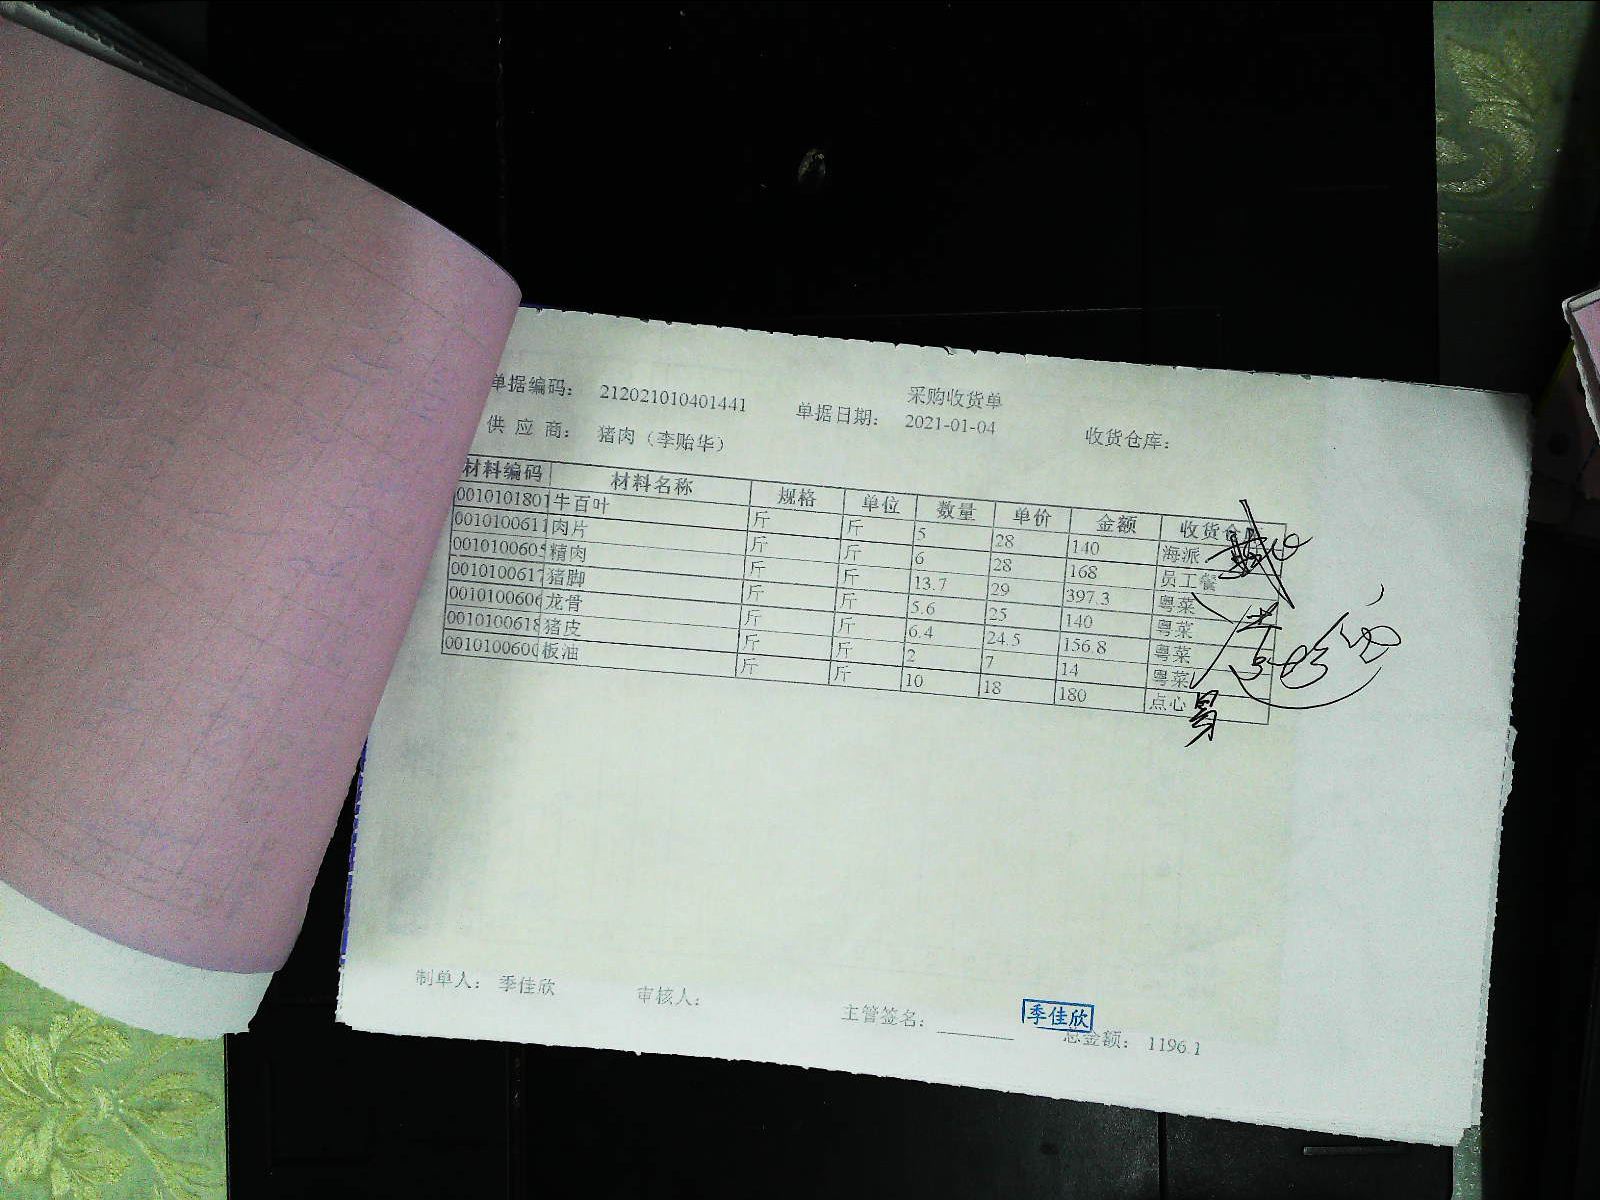 采购收货单
单据编码： 212021010401441 单据日期： 2021-01-04 收货仓库：
供 应 商： 猪肉（李贻华）
材料编码 材料名称 规格 单位 数量 单价 金额 收货仓
0010101801 牛百叶 斤 斤 5 28 140 海派
0010100611 肉片 斤 斤 6 28 168 员工餐
001010060 精肉 斤 斤 13.7 29 397.3 粤菜
001010061 猪脚 斤 斤 5.6 25 140 粤菜
0010100606 龙骨 斤 斤 6.4 24.5 156.8 粤菜
0010100618 猪皮 斤 斤 2 7 14 粤菜
001010060 板油 斤 斤 10 18 180 点心
制单人： 季佳欣 审核人： 主管签名： 季佳欣
总金额： 1196.1